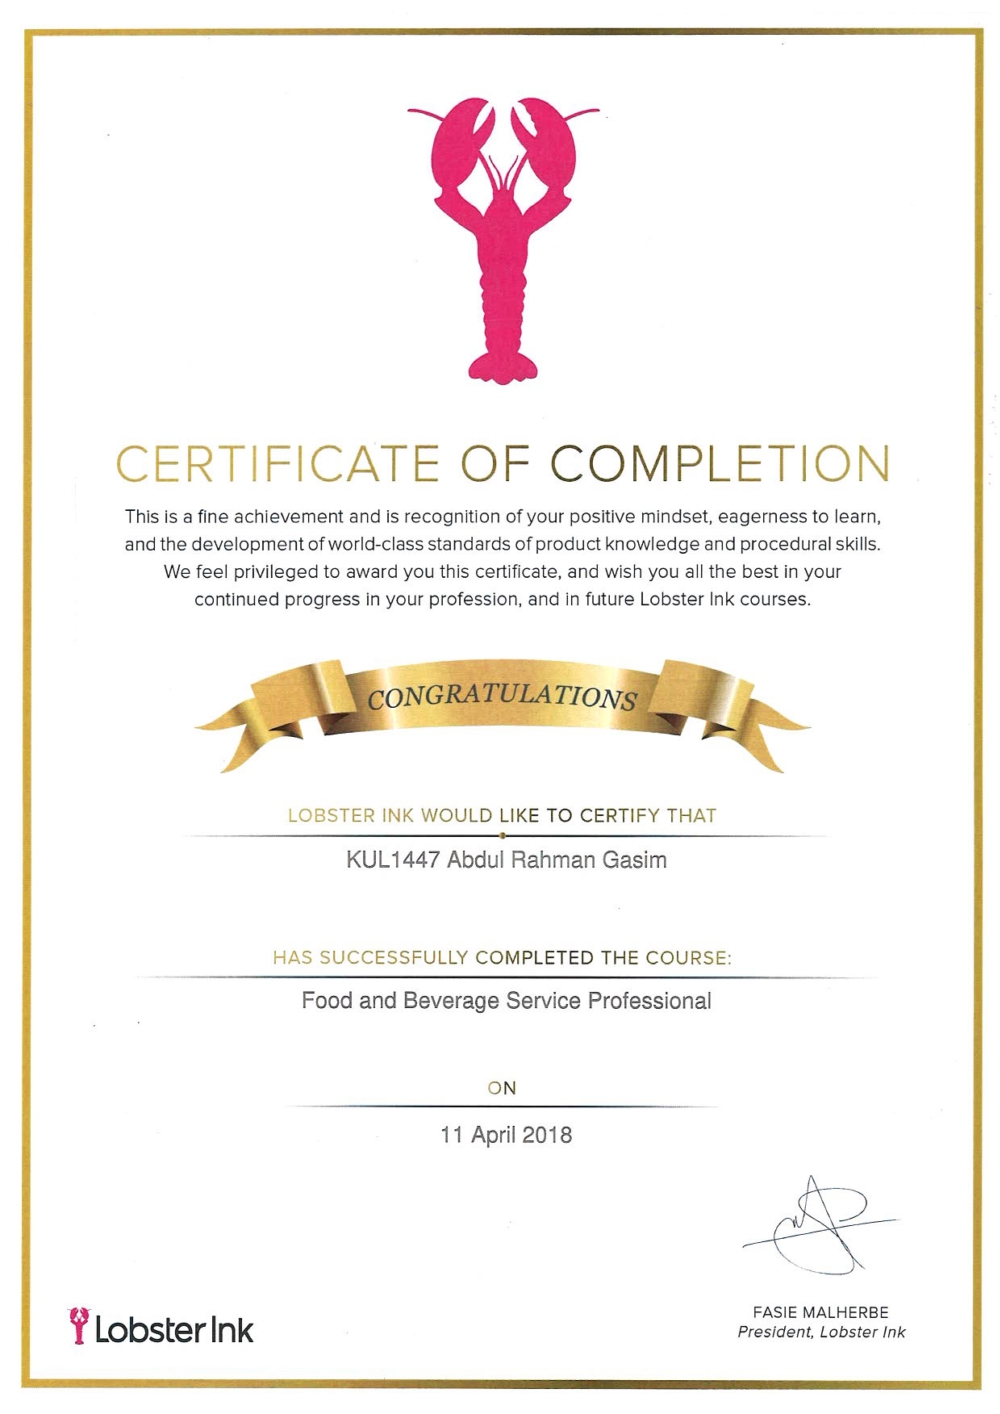 CERTIFICATE OF COMPLETION
This is a fine achievement and is recognition of your positive mindset, eagerness to learn,
and the development of world-class standards of product knowledge and procedural skills.
We feel privileged to award you this certificate, and wish you all the best in your
continued progress in your profession, and in future Lobster Ink courses.
CONGRATULATIONS
LOBSTER INK WOULD LIKE TO CERTIFY THAT
KUL1447 Abdul Rahman Gasim
HAS SUCCESSFULLY COMPLETED THE COURSE:
Food and Beverage Service Professional
ON
11 April 2018
FASIE MALHERBE
President, Lobster Ink
Lobster Ink